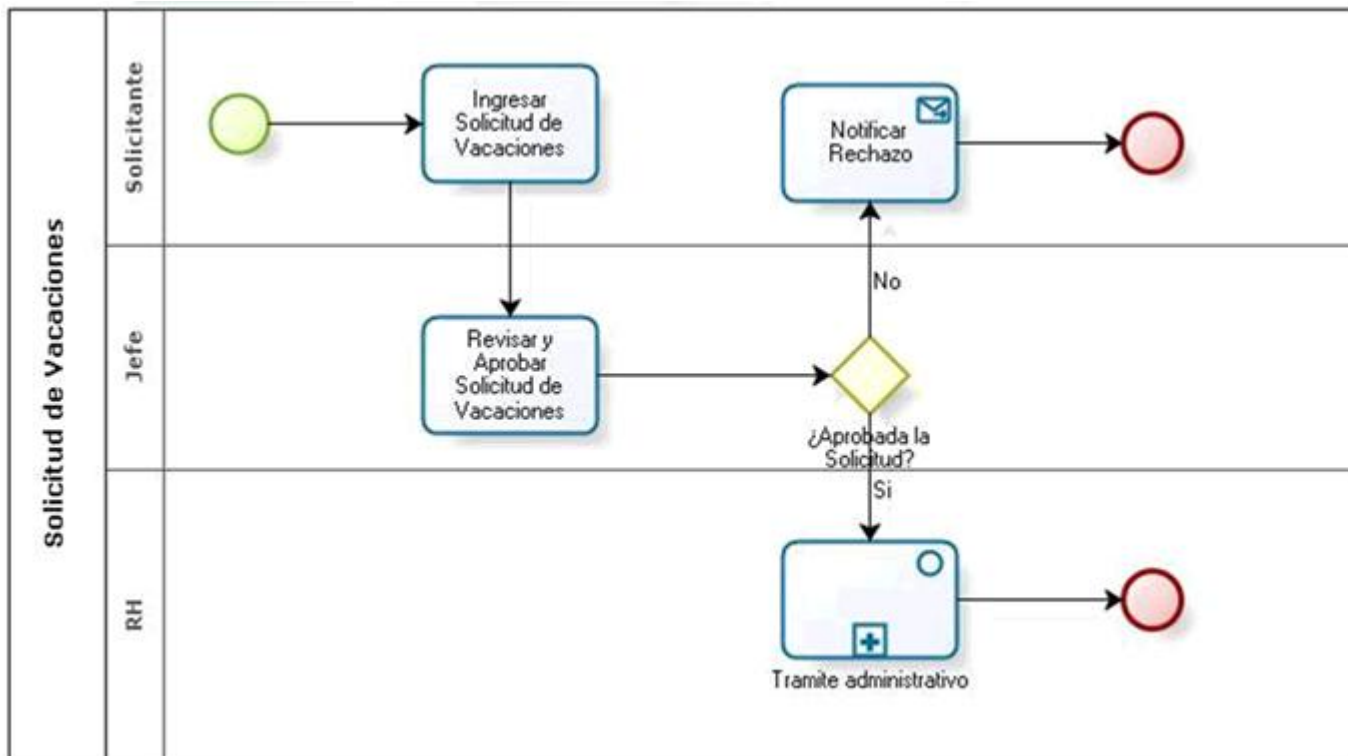 Solicitud de Vacaciones
Solicitante
Ingresar
Solicitud de
Vacaciones
Notificar
Rechazo
Jefe
Revisar y
Aprobar
Solicitud de
Vacaciones
No
¿Aprobada la
Solicitud?
Si
RH
Tramite administrativo